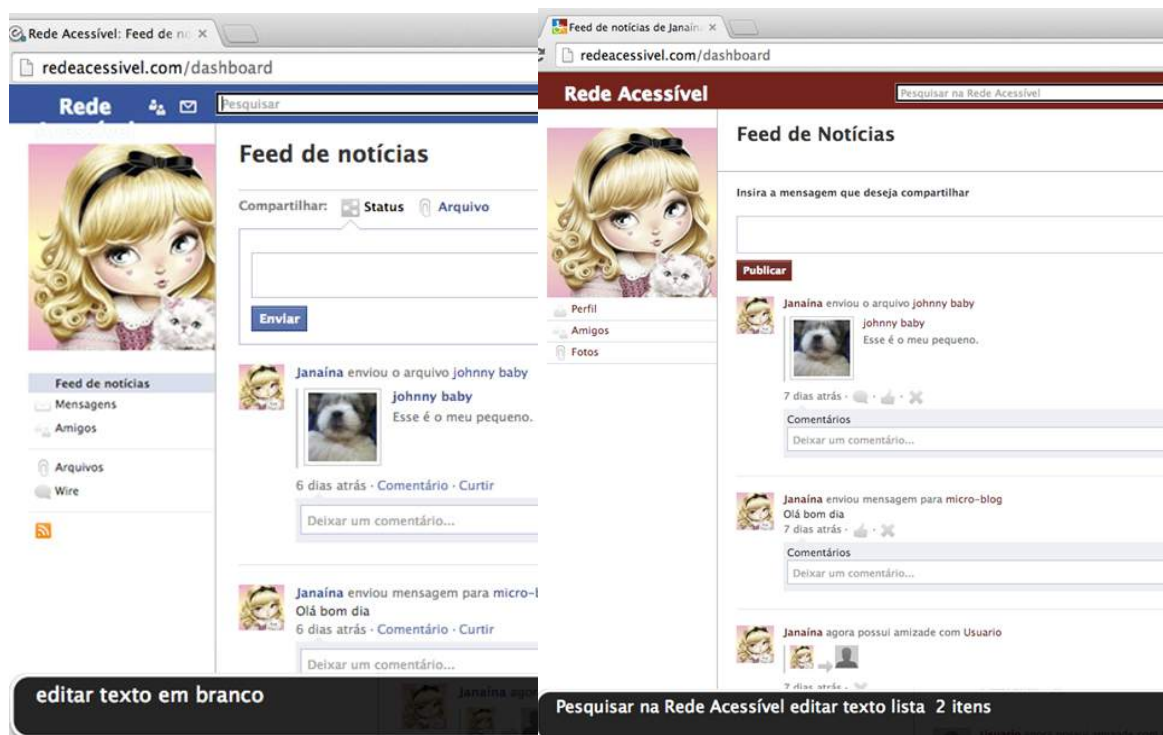 Rede Acessível: Feed de no
redeacessivel.com/dashboard
Rede
Pesquisar
Feed de notícias
Compartilhar: Status Arquivo
Enviar
Feed de notícias
Mensagens
Amigos
Arquivos
Wire
Janaína enviou o arquivo johnny baby
johnny baby
Esse é o meu pequeno.
6 dias atrás · Comentário · Curtir
Deixar um comentário...
Janaína enviou mensagem para micro-
Olá bom dia
6 dias atrás · Comentário · Curtir
Deixar um comentário...
editar texto em branco
Feed de notícias de Janaín
redeacessivel.com/dashboard
Rede Acessível
Pesquisar na Rede Acessível
Feed de Notícias
Insira a mensagem que deseja compartilhar
Publicar
Perfil
Amigos
Fotos
Janaína enviou o arquivo johnny baby
johnny baby
Esse é o meu pequeno.
7 dias atrás ·
Comentários
Deixar um comentário...
Janaína enviou mensagem para micro-blog
Olá bom dia
7 dias atrás ·
Comentários
Deixar um comentário...
Janaína agora possui amizade com Usuario
7 dias atrás ·
Pesquisar na Rede Acessível editar texto lista 2 itens